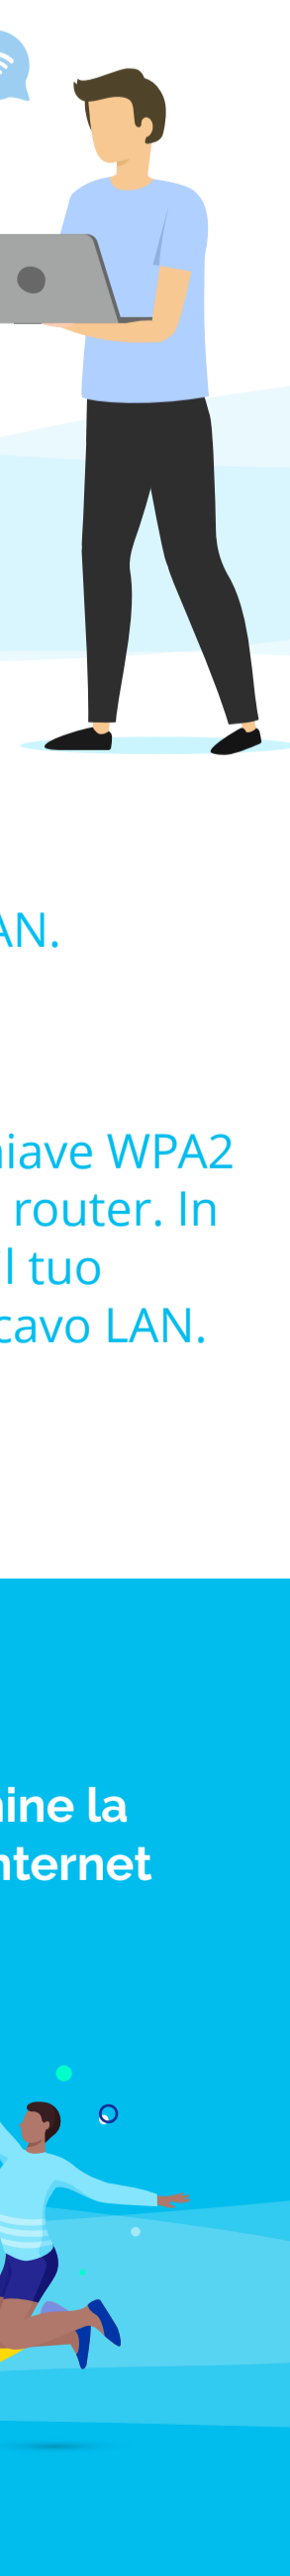 AN.
iave WPA2
router. In
l tuo
cavo LAN.
ine la
nternet